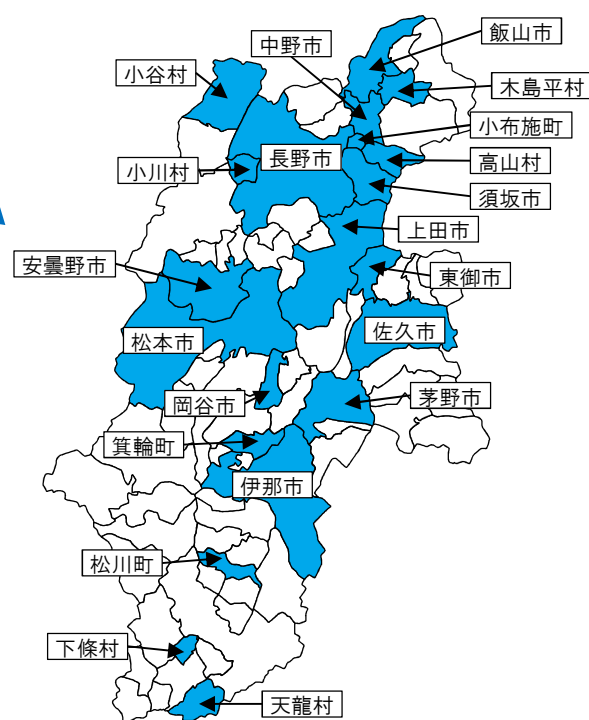 飯山市
中野市
小谷村
木島平村
小布施町
長野市
高山村
小川村
須坂市
上田市
安曇野市
東御市
佐久市
松本市
岡谷市
茅野市
箕輪町
伊那市
松川町
下條村
天龍村